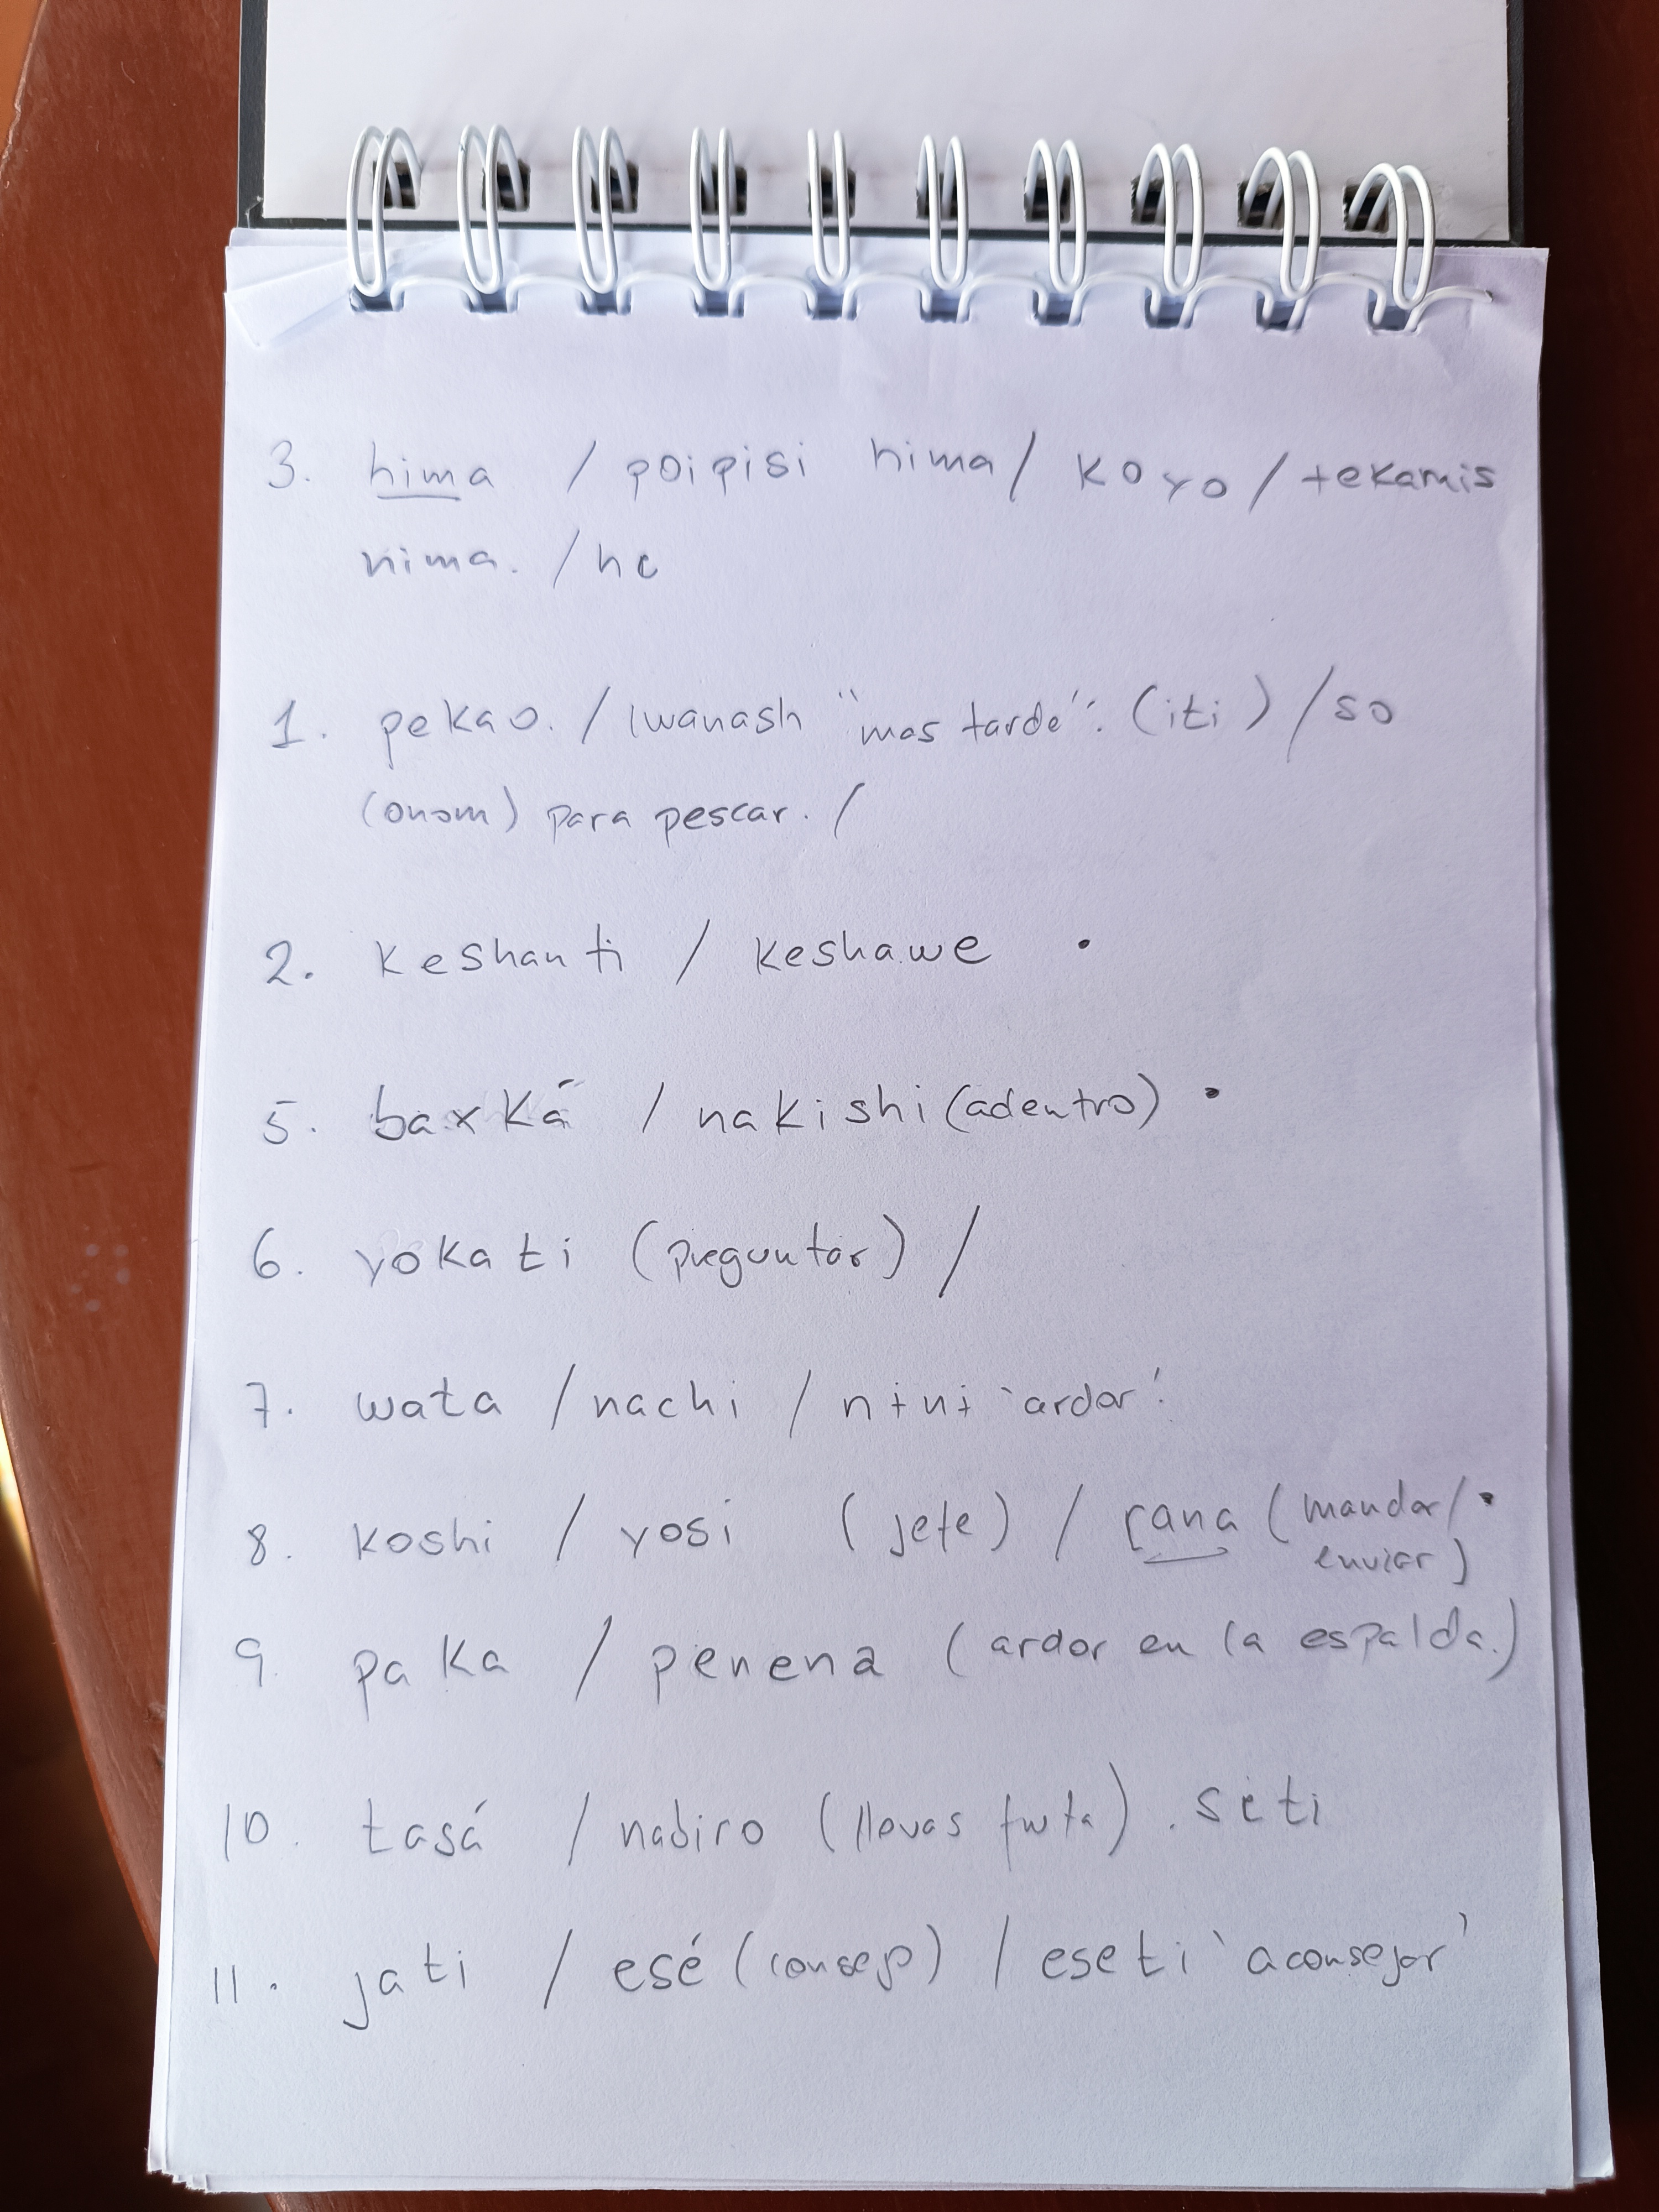 3. hima / poipisi hima / koyo / tekamis
nima. / he
1. pekao. / iwanash "mas tarde". (iti) / so
(onom) para pescar. /
2. keshanti / keshawe .
5. baxká / nakishi (adentro) .
6. yokati (preguntar) /
7. wata / nachi / nɨnɨ 'ardor'.
8. koshi / yosi (jefe) / rana (mandar / .
enviar)
9. paka / penena (ardor en la espalda.)
10. tasá / nabiro (llevas fruta). seti
11. jati / esé (consejo) / eseti 'aconsejar'